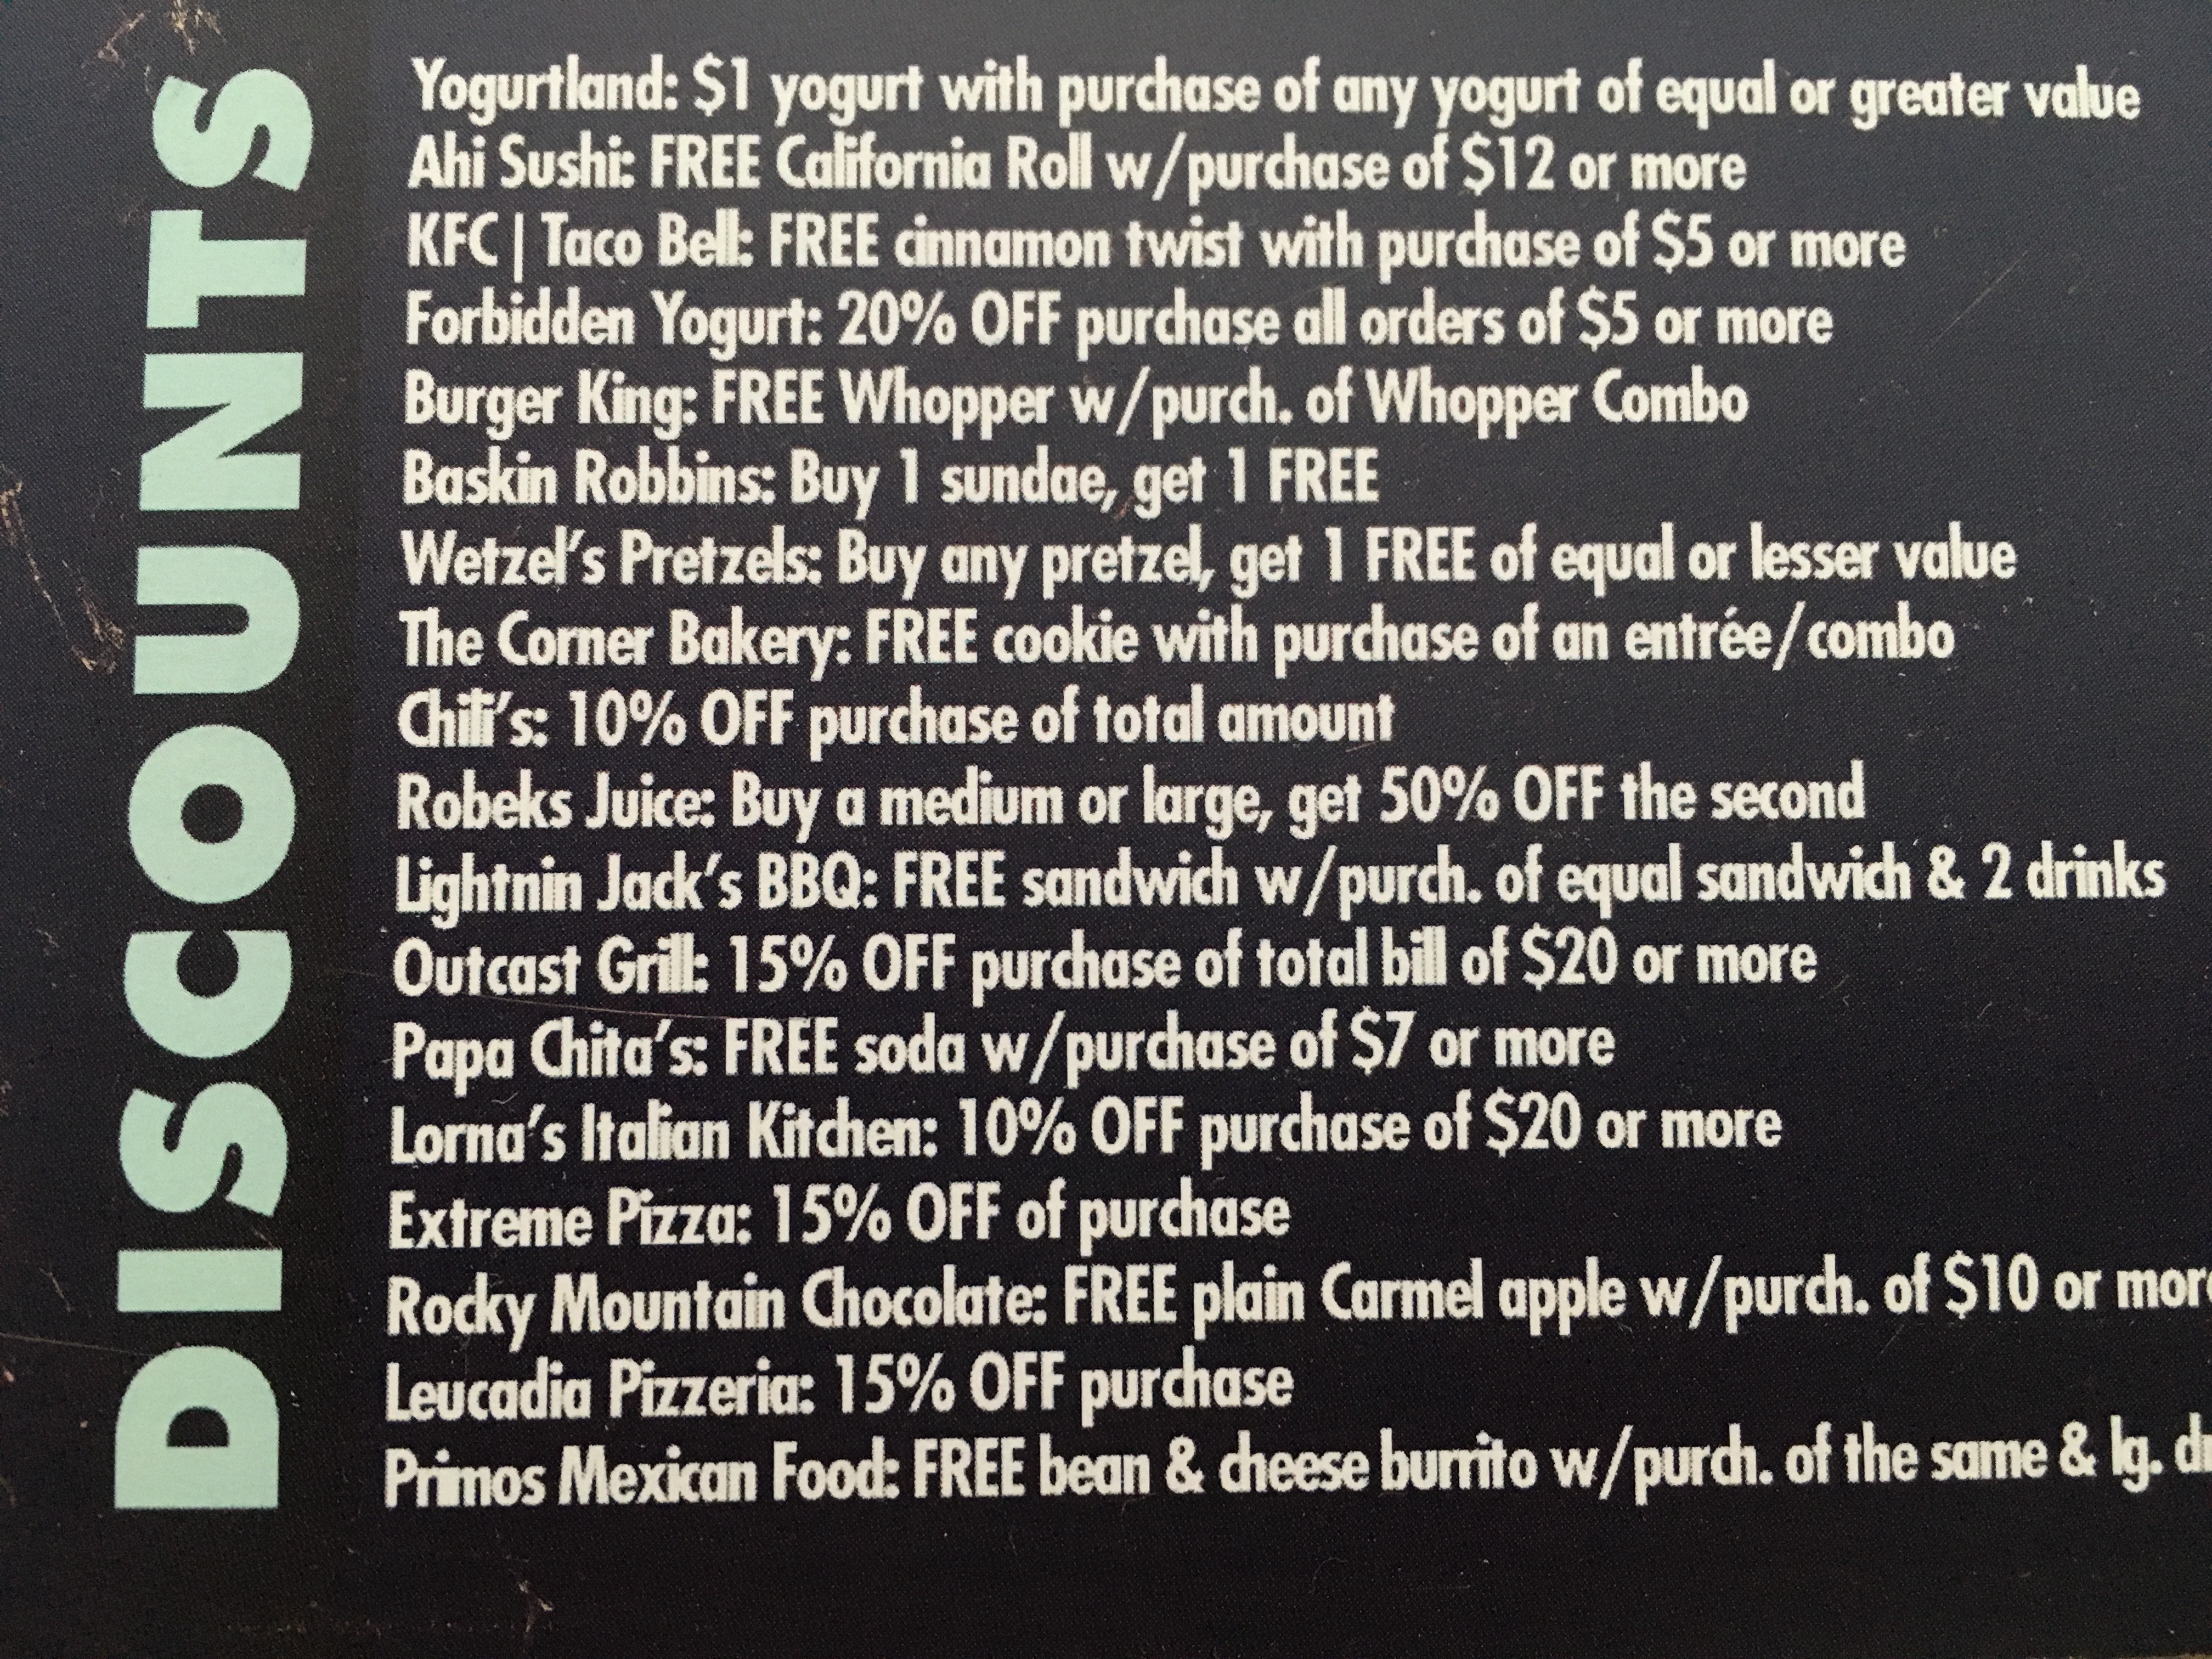 DISCOUNTS
Yogurtland: $1 yogurt with purchase of any yogurt of equal or greater value
Ahi Sushi: FREE California Roll w/purchase of $12 or more
KFC | Taco Bell: FREE cinnamon twist with purchase of $5 or more
Forbidden Yogurt: 20% OFF purchase all orders of $5 or more
Burger King: FREE Whopper w/purch. of Whopper Combo
Baskin Robbins: Buy 1 sundae, get 1 FREE
Wetzel's Pretzels: Buy any pretzel, get 1 FREE of equal or lesser value
The Corner Bakery: FREE cookie with purchase of an entrée/combo
Chili's: 10% OFF purchase of total amount
Robeks Juice: Buy a medium or large, get 50% OFF the second
Lightnin Jack's BBQ: FREE sandwich w/purch. of equal sandwich & 2 drinks
Outcast Grill: 15% OFF purchase of total bill of $20 or more
Papa Chita's: FREE soda w/purchase of $7 or more
Lorna's Italian Kitchen: 10% OFF purchase of $20 or more
Extreme Pizza: 15% OFF of purchase
Rocky Mountain Chocolate: FREE plain Carmel apple w/purch. of $10 or more
Leucadia Pizzeria: 15% OFF purchase
Primos Mexican Food: FREE bean & cheese burrito w/purch. of the same & lg.